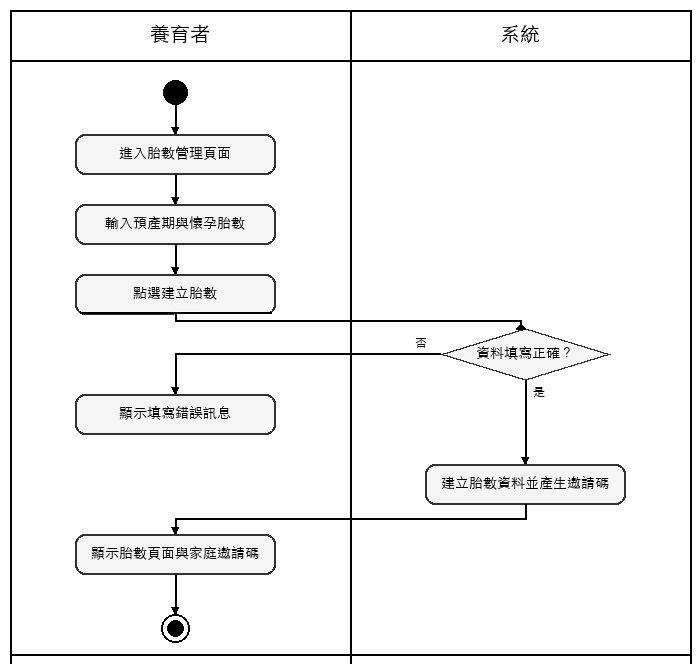 養育者
系統
進入胎數管理頁面
輸入預產期與懷孕胎數
點選建立胎數
資料填寫正確？
否
是
顯示填寫錯誤訊息
建立胎數資料並產生邀請碼
顯示胎數頁面與家庭邀請碼